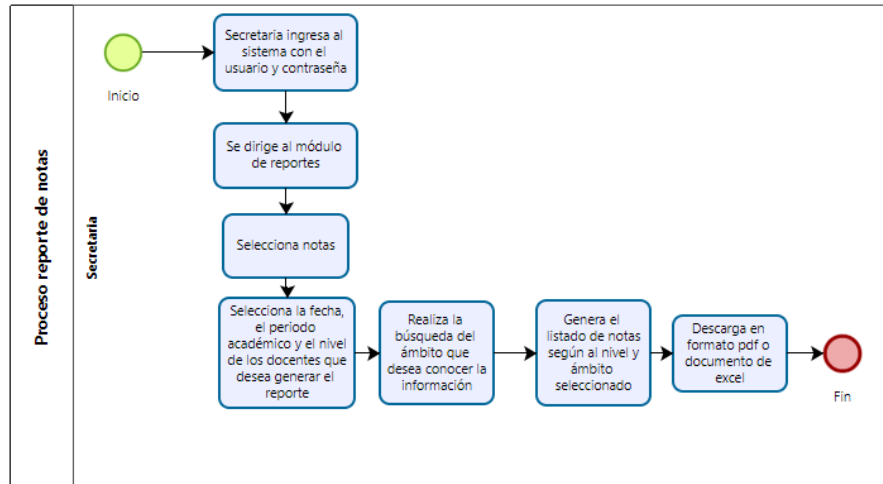 Proceso reporte de notas
Secretaria
Inicio
Secretaria ingresa al
sistema con el
usuario y contraseña
Se dirige al módulo
de reportes
Selecciona notas
Selecciona la fecha,
el periodo
académico y el nivel
de los docentes que
desea generar el
reporte
Realiza la
búsqueda del
ámbito que
desea conocer la
información
Genera el
listado de notas
según al nivel y
ámbito
seleccionado
Descarga en
formato pdf o
documento de
excel
Fin